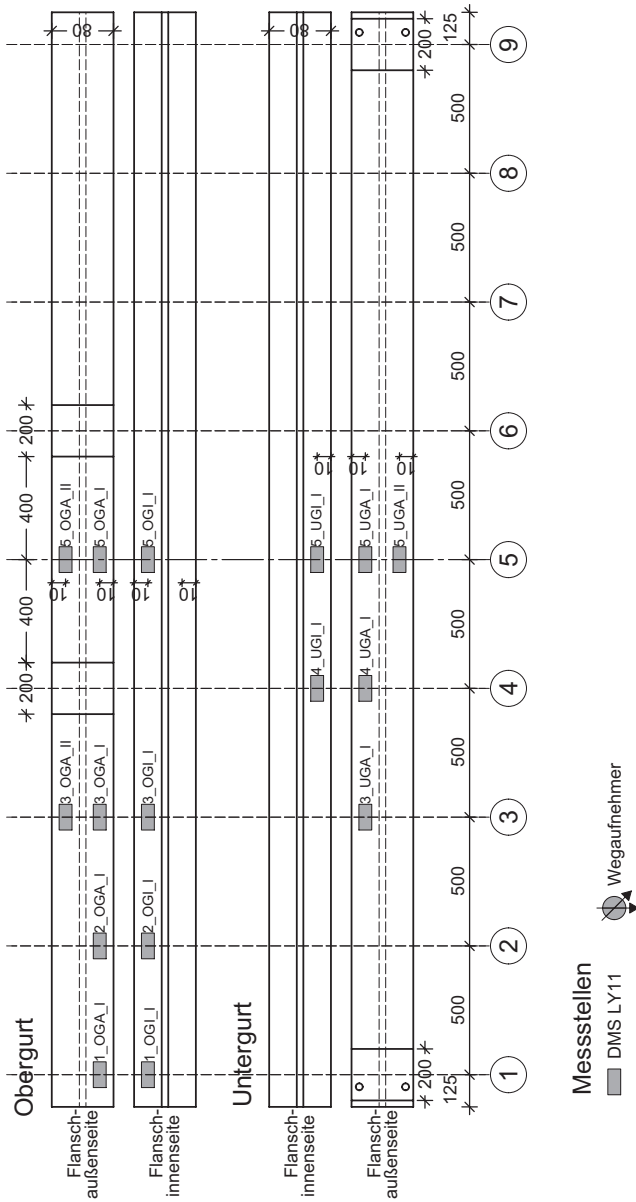 Obergurt
200
400
400
200
Flansch-
außenseite
3_OGA_II
5_OGA_II
1_OGA_I
2_OGA_I
3_OGA_I
5_OGA_I
80
10
10
10
10
Flansch-
innenseite
1_OGI_I
2_OGI_I
3_OGI_I
5_OGI_I
Untergurt
Flansch-
innenseite
4_UGI_I
5_UGI_I
80
10
10
10
Flansch-
außenseite
3_UGA_I
4_UGA_I
5_UGA_I
5_UGA_II
200
200
125
500
500
500
500
500
500
500
500
125
1
2
3
4
5
6
7
8
9
Messstellen
DMS LY11
Wegaufnehmer